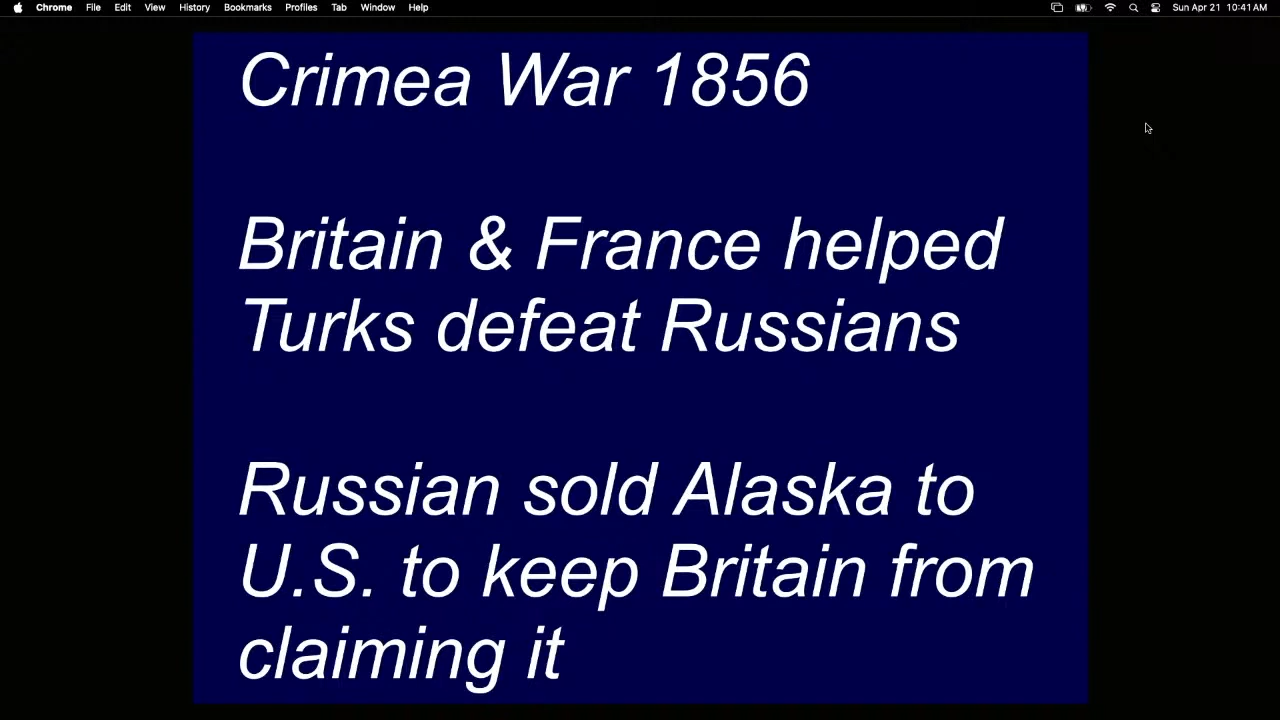 Chrome File Edit View History Bookmarks Profiles Tab Window Help Sun Apr 21 10:41 AM
Crimea War 1856
Britain & France helped
Turks defeat Russians
Russian sold Alaska to
U.S. to keep Britain from
claiming it